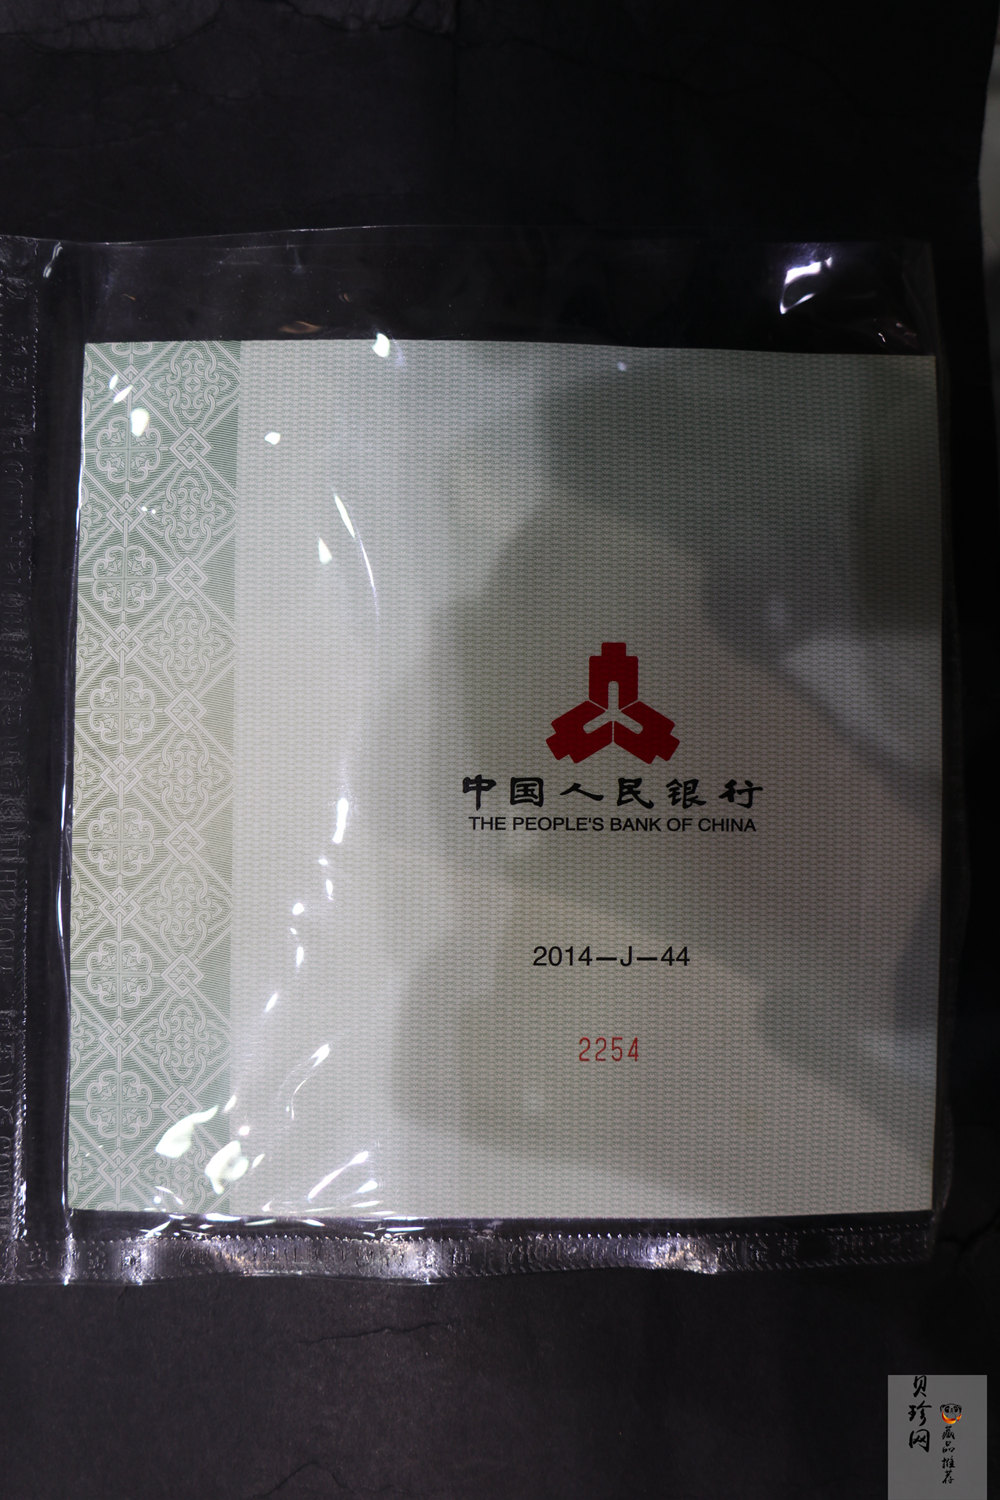 中国人民银行
THE PEOPLE'S BANK OF CHINA
2014—J—44
2254
贝珍网
藏品推荐